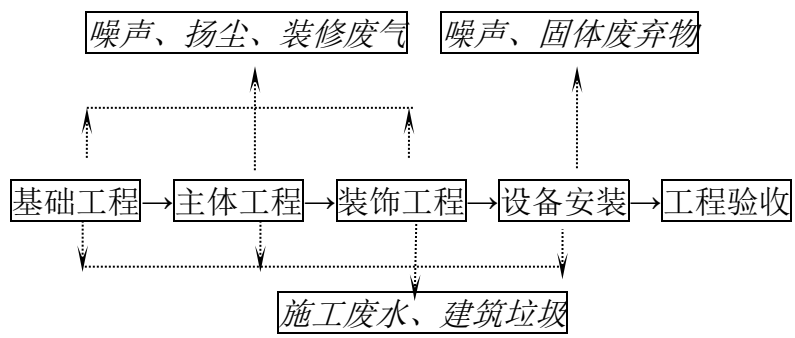 噪声、扬尘、装修废气 噪声、固体废弃物
基础工程 主体工程 装饰工程 设备安装 工程验收
施工废水、建筑垃圾